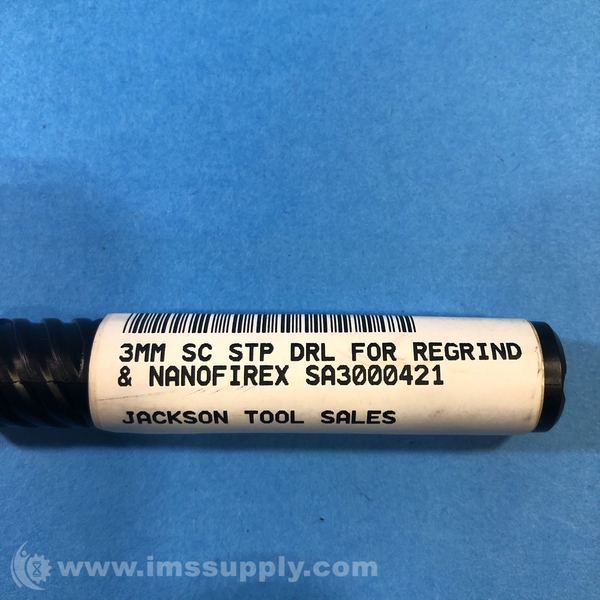 3MM SC STP DRL FOR REGRIND
& NANOFIREX SA3000421
JACKSON TOOL SALES
www.imssupply.com